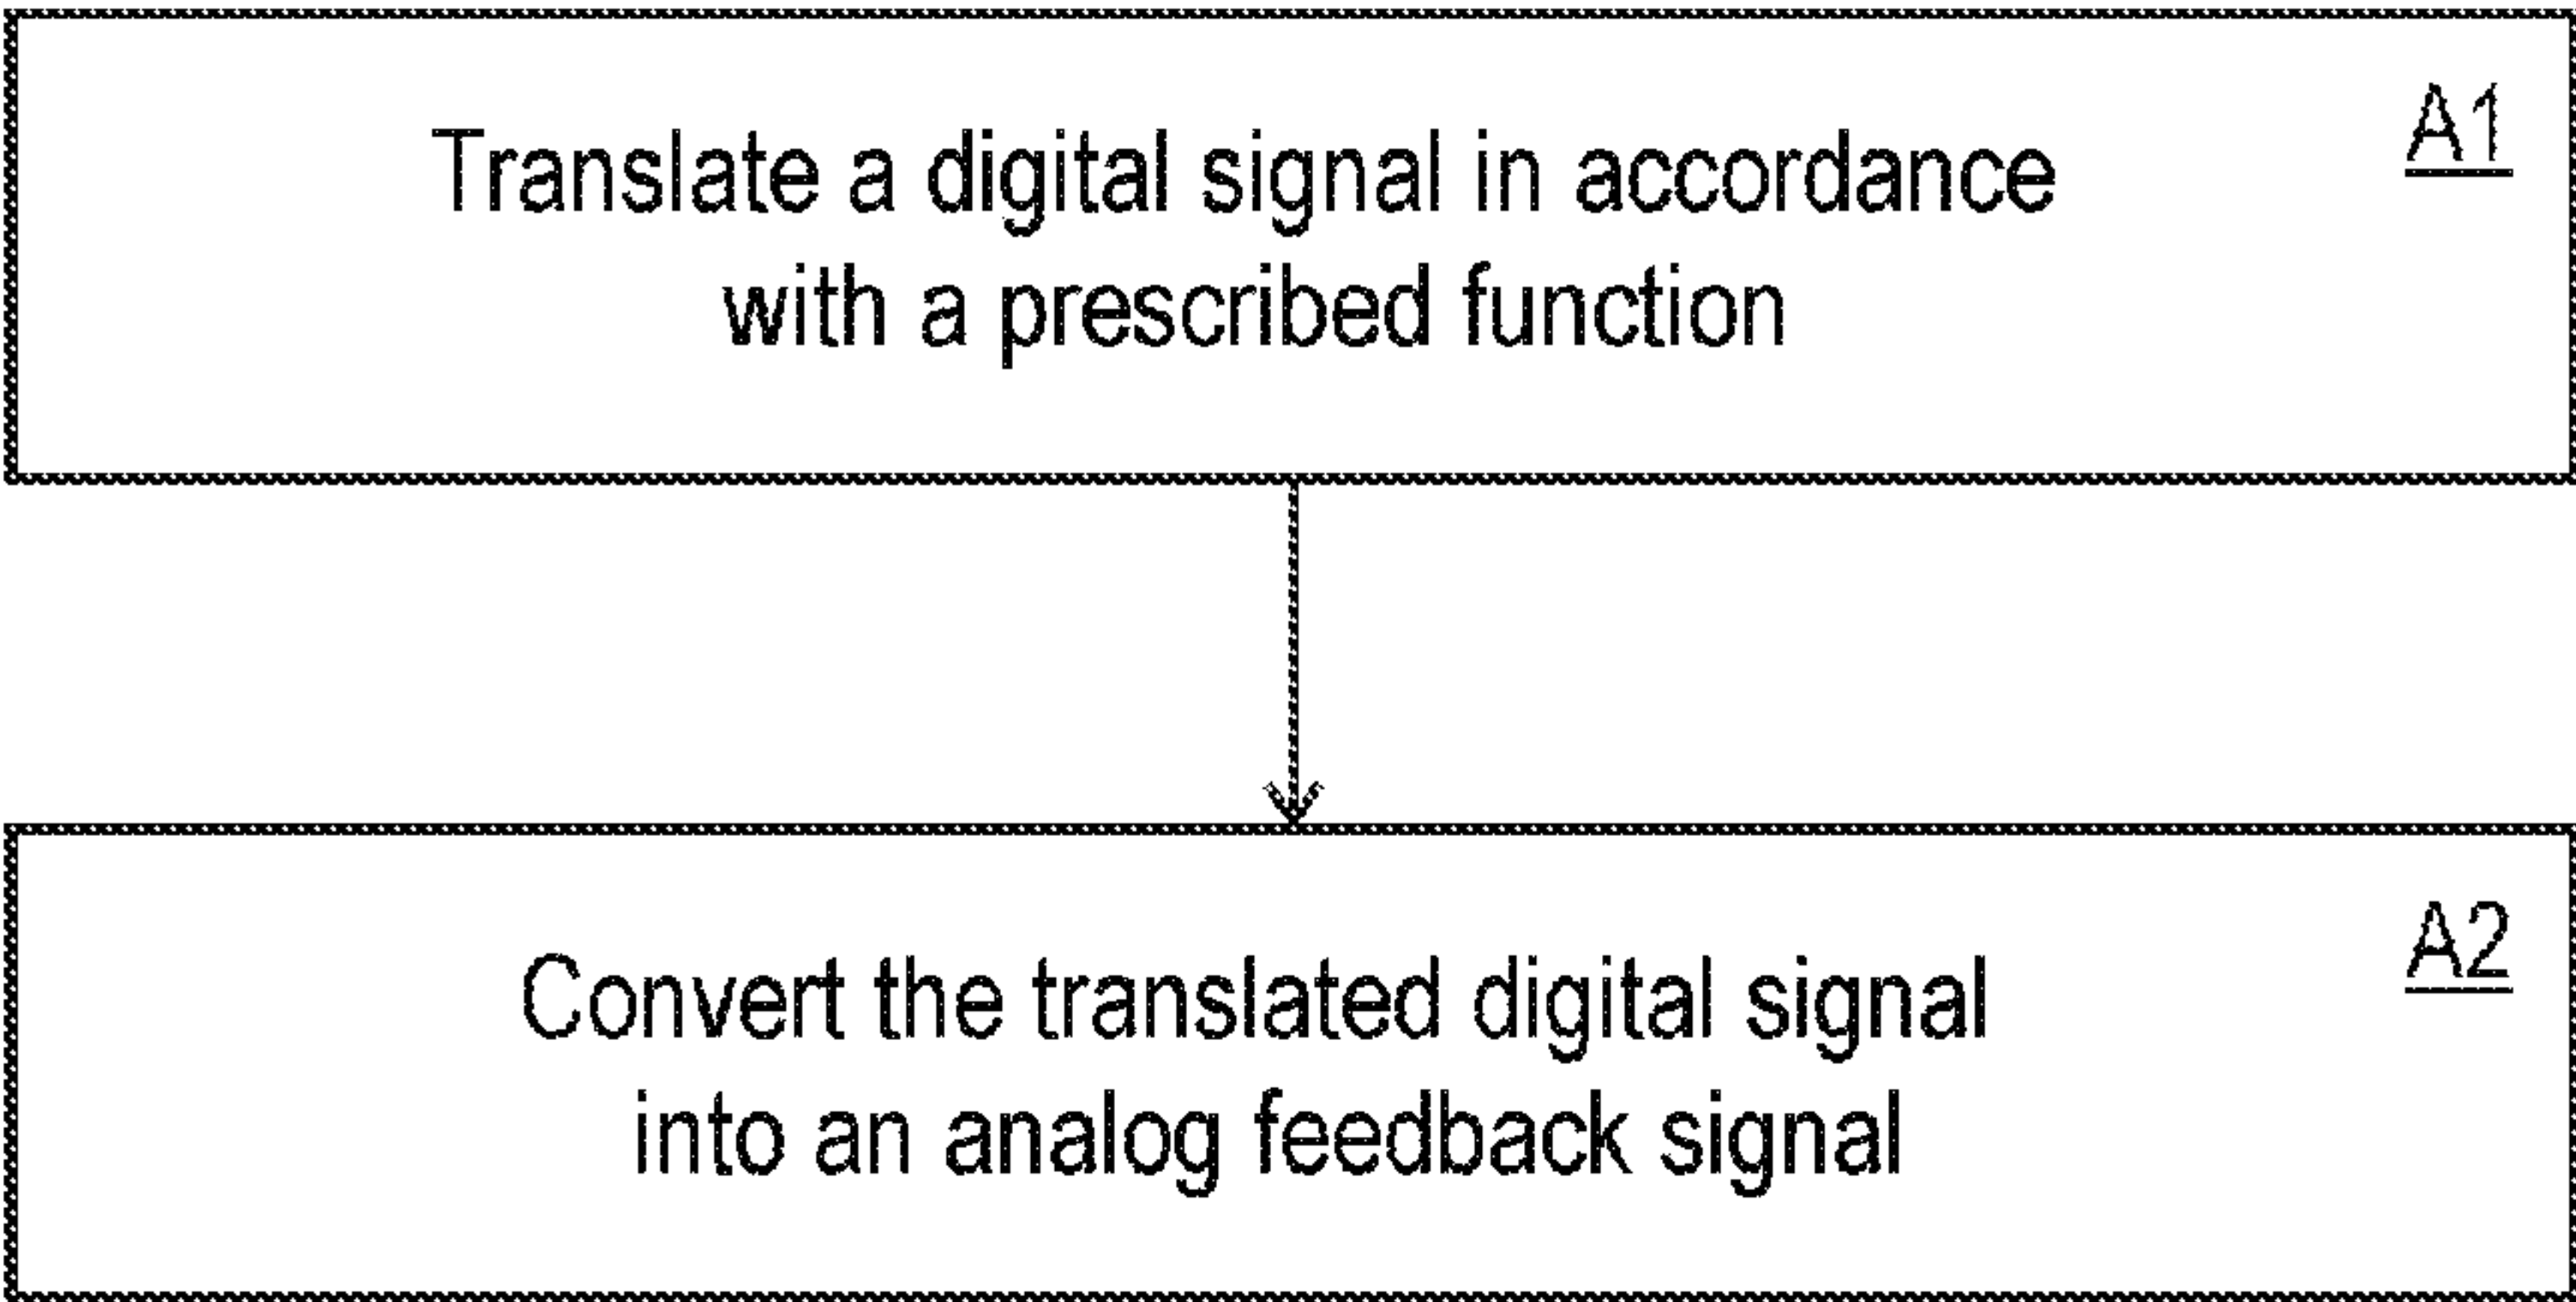 A1
Translate a digital signal in accordance
with a prescribed function
A2
Convert the translated digital signal
into an analog feedback signal